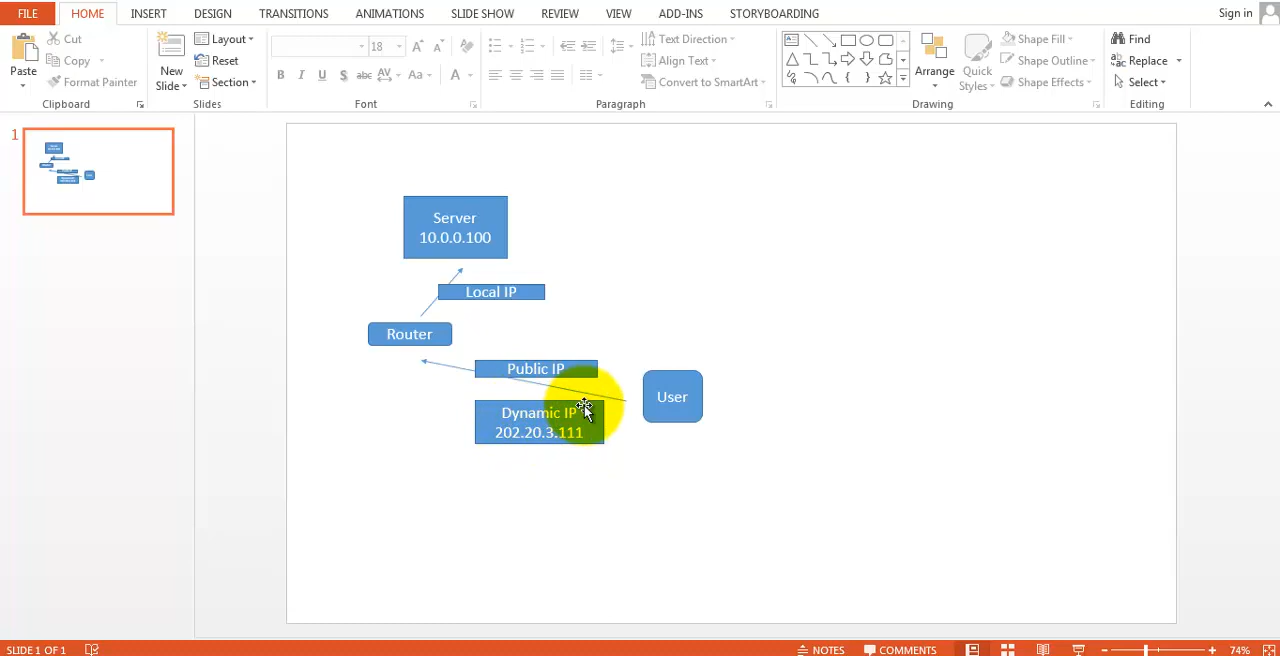 FILE HOME INSERT DESIGN TRANSITIONS ANIMATIONS SLIDE SHOW REVIEW VIEW ADD-INS STORYBOARDING Sign in
Paste
Cut
Copy
Format Painter
Clipboard
New
Slide
Layout
Reset
Section
Slides
18
B I U S abc AV Aa A
Font
Text Direction
Align Text
Convert to SmartArt
Paragraph
Arrange
Quick
Styles
Shape Fill
Shape Outline
Shape Effects
Drawing
Find
Replace
Select
Editing
1
Server
10.0.0.100
Local IP
Router
Public IP
User
Dynamic IP
202.20.3.111
SLIDE 1 OF 1 NOTES COMMENTS 74%